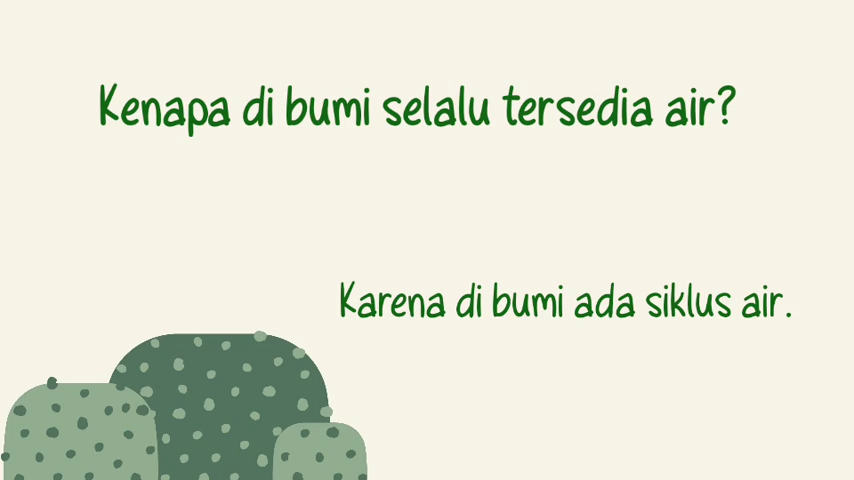 Kenapa di bumi selalu tersedia air?
Karena di bumi ada siklus air.